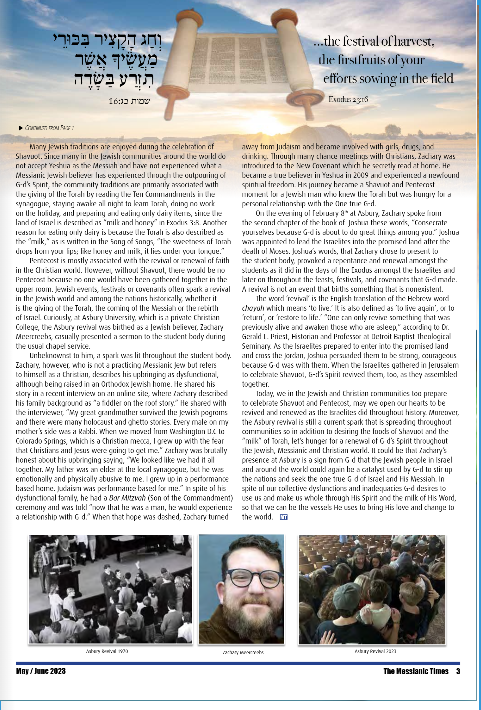 וְחַג הַקָּצִיר בִּכּוּרֵי
מַעֲשֶׂיךָ אֲשֶׁר
תִּזְרַע בַּשָּׂדֶה
שמות 16:כג
...the festival of harvest,
the firstfruits of your
efforts sowing in the field
Exodus 23:16
▶ Continued from Page 1
Many Jewish traditions are enjoyed during the celebration of
Shavuot. Since many in the Jewish communities around the world do
not accept Yeshua as the Messiah and have not experienced what a
Messianic Jewish believer has experienced through the outpouring of
G-d's Spirit, the community traditions are primarily associated with
the giving of the Torah by reading the Ten Commandments in the
synagogue, staying awake all night to learn Torah, doing no work
on the holiday, and preparing and eating only dairy items, since the
land of Israel is described as "milk and honey" in Exodus 3:8. Another
reason for eating only dairy is because the Torah is also described as
the "milk," as is written in the Song of Songs, "The sweetness of Torah
drops from your lips; like honey and milk, it lies under your tongue."
Pentecost is mostly associated with the revival or renewal of faith
in the Christian world. However, without Shavuot, there would be no
Pentecost because no one would have been gathered together in the
upper room. Jewish events, festivals or covenants often spark a revival
in the Jewish world and among the nations historically, whether it
is the giving of the Torah, the coming of the Messiah or the rebirth
of Israel. Curiously, at Asbury University, which is a private Christian
College, the Asbury revival was birthed as a Jewish believer, Zachary
Meerkreebs, casually presented a sermon to the student body during
the usual chapel service.
Unbeknownst to him, a spark was lit throughout the student body.
Zachary, however, who is not a practicing Messianic Jew but refers
to himself as a Christian, describes his upbringing as dysfunctional,
although being raised in an Orthodox Jewish home. He shared his
story in a recent interview on an online site, where Zachary described
his family background as "a fiddler on the roof story." He shared with
the interviewer, "My great grandmother survived the Jewish pogroms
and there were many holocaust and ghetto stories. Every male on my
mother's side was a Rabbi. When we moved from Washington D.C. to
Colorado Springs, which is a Christian mecca, I grew up with the fear
that Christians and Jesus were going to get me." Zachary was brutally
honest about his upbringing saying, "We looked like we had it all
together. My father was an elder at the local synagogue, but he was
emotionally and physically abusive to me. I grew up in a performance
based home. Judaism was performance based for me." In spite of his
dysfunctional family, he had a Bar Mitzvah (Son of the Commandment)
ceremony and was told "now that he was a man, he would experience
a relationship with G-d." When that hope was doshed, Zachary turned
away from Judaism and became involved with girls, drugs, and
drinking. Through many chance meetings with Christians, Zachary was
introduced to the New Covenant which he secretly read at home. He
became a true believer in Yeshua in 2009 and experienced a newfound
spiritual freedom. His journey became a Shavuot and Pentecost
moment for a Jewish man who knew the Torah but was hungry for a
personal relationship with the One true G-d.
On the evening of February 8th at Asbury, Zachary spoke from
the second chapter of the book of Joshua these words, "Consecrate
yourselves because G-d is about to do great things among you." Joshua
was appointed to lead the Israelites into the promised land after the
death of Moses. Joshua's words, that Zachary chose to present to
the student body, provoked a repentance and renewal amongst the
students as it did in the days of the Exodus amongst the Israelites and
later on throughout the feasts, festivals, and covenants that G-d made.
A revival is not an event that births something that is nonexistent.
The word 'revival' is the English translation of the Hebrew word
chayah which means 'to live.' It is also defined as 'to live again', or to
'return', or 'restore to life.' "One can only revive something that was
previously alive and awaken those who are asleep," according to Dr.
Gerald L. Priest, Historian and Professor at Detroit Baptist Theological
Seminary. As the Israelites prepared to enter into the promised land
and cross the Jordan, Joshua persuaded them to be strong, courageous
because G-d was with them. When the Israelites gathered in Jerusalem
to celebrate Shavuot, G-d's Spirit revived them, too, as they assembled
together.
Today, we in the Jewish and Christian communities too prepare
to celebrate Shavuot and Pentecost, may we open our hearts to be
revived and renewed as the Israelites did throughout history. Moreover,
the Asbury revival is still a current spark that is spreading throughout
communities so in addition to desiring the foods of Shavuot and the
"milk" of Torah, let's hunger for a renewal of G-d's Spirit throughout
the Jewish, Messianic and Christian world. It could be that Zachary's
presence at Asbury is a sign from G-d that the Jewish people in Israel
and around the world could again be a catalyst used by G-d to stir up
the nations and seek the one true G-d of Israel and His Messiah. In
spite of our collective dysfunctions and inadequacies G-d desires to
use us and make us whole through His Spirit and the milk of His Word,
so that we can be the vessels He uses to bring His love and change to
the world.
Asbury Revival 1970
Zachary Meerkreebs
Asbury Revival 2023
May / June 2023
The Messianic Times 3